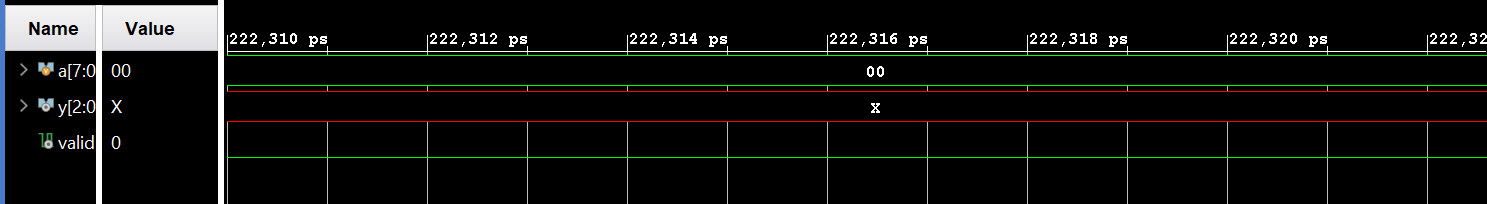 Name Value
222,310 ps 222,312 ps 222,314 ps 222,316 ps 222,318 ps 222,320 ps 222,32
a[7:0 00 00
y[2:0 X X
valid 0